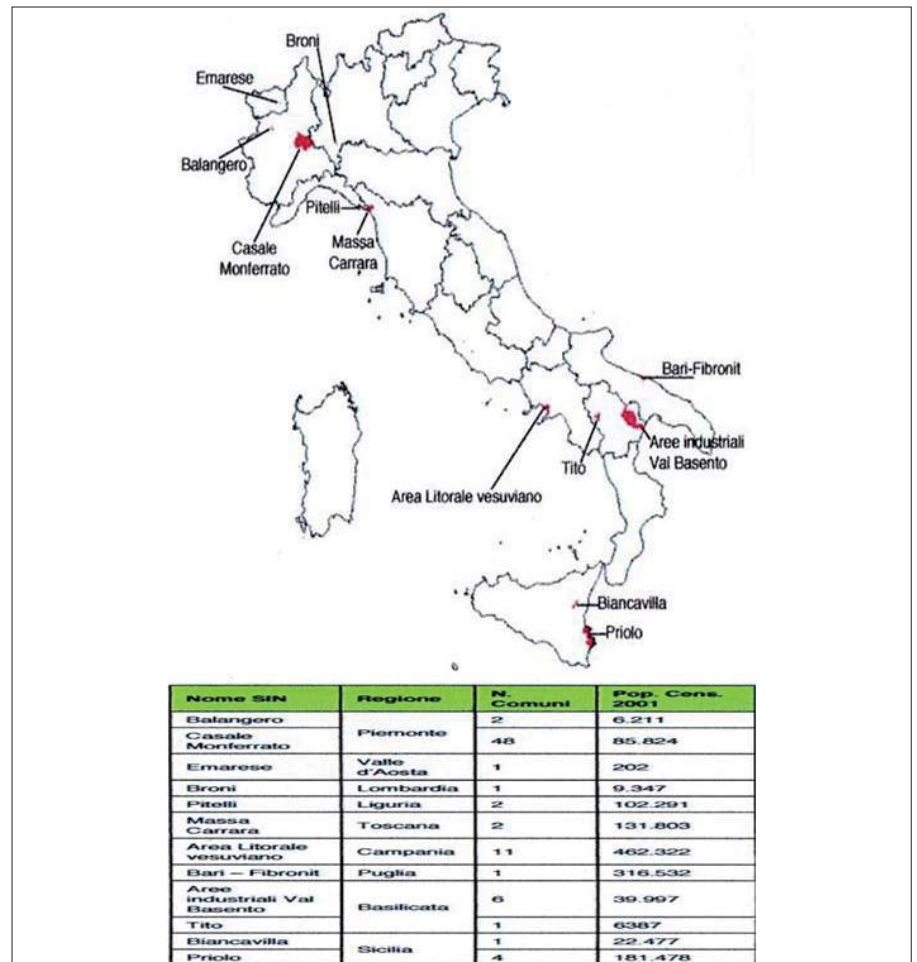 Broni
Emarese
Balangero
Pitelli
Casale
Monferrato
Massa
Carrara
Bari-Fibronit
Aree industriali
Val Basento
Tito
Area Litorale vesuviano
Biancavilla
Priolo
Nome SIN Regione N. Comuni Pop. Cens. 2001
Balangero Piemonte 2 6.211
Casale Monferrato 48 85.824
Emarese Valle d'Aosta 1 202
Broni Lombardia 1 9.347
Pitelli Liguria 2 102.291
Massa Carrara Toscana 2 131.803
Area Litorale vesuviano Campania 11 462.322
Bari – Fibronit Puglia 1 316.532
Aree industriali Val Basento Basilicata 6 39.997
Tito 1 6387
Biancavilla Sicilia 1 22.477
Priolo 4 181.478